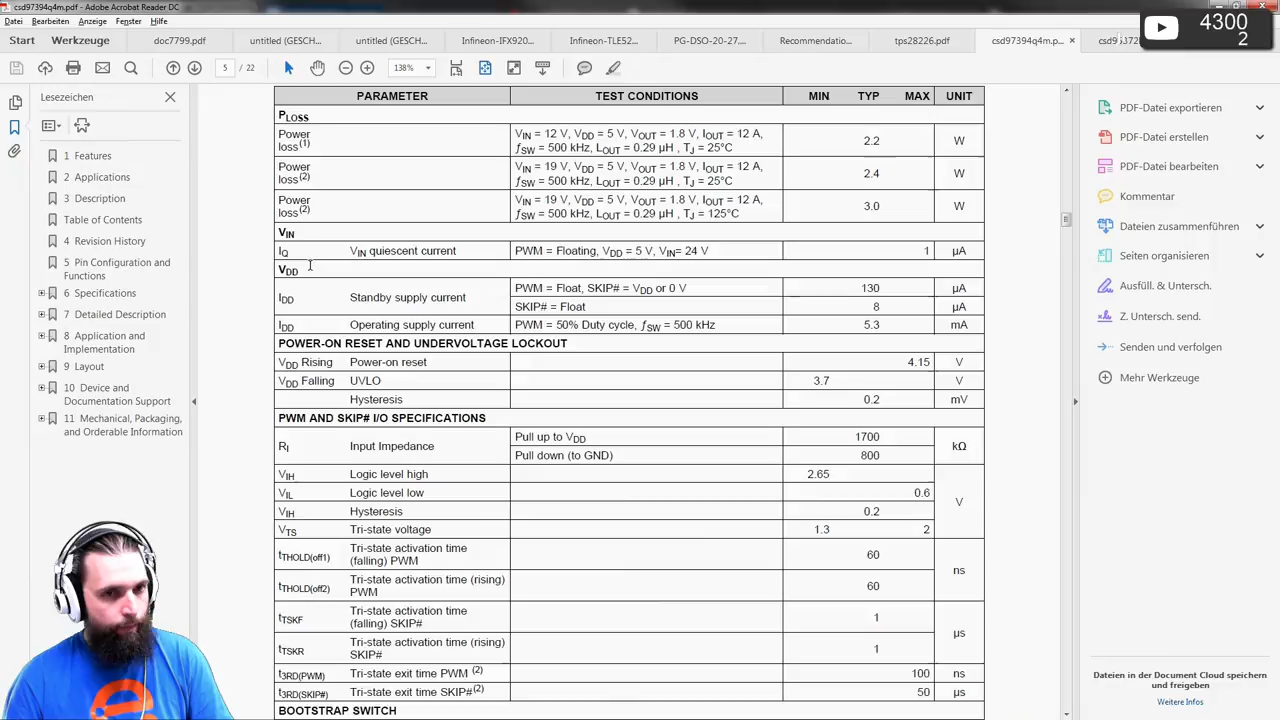 csd97394q4m.pdf - Adobe Acrobat Reader DC
Datei Bearbeiten Anzeige Fenster Hilfe
4300
2
Start Werkzeuge doc7799.pdf untitled (GESCH... untitled (GESCH... Infineon-IFX... Infineon-TLE52... PG-DSO-20-27,... Recommendatio... tps28226.pdf csd97394q4m.p... ×
5 / 22 138%
Lesezeichen
1 Features
2 Applications
3 Description
Table of Contents
4 Revision History
5 Pin Configuration and
Functions
6 Specifications
7 Detailed Description
8 Application and
Implementation
9 Layout
10 Device and
Documentation Support
11 Mechanical, Packaging,
and Orderable Information
PARAMETER TEST CONDITIONS MIN TYP MAX UNIT
PLOSS
Power
loss(1) VIN = 12 V, VDD = 5 V, VOUT = 1.8 V, IOUT = 12 A,
ƒSW = 500 kHz, LOUT = 0.29 µH , TJ = 25°C 2.2 W
Power
loss(2) VIN = 19 V, VDD = 5 V, VOUT = 1.8 V, IOUT = 12 A,
ƒSW = 500 kHz, LOUT = 0.29 µH , TJ = 25°C 2.4 W
Power
loss(2) VIN = 19 V, VDD = 5 V, VOUT = 1.8 V, IOUT = 12 A,
ƒSW = 500 kHz, LOUT = 0.29 µH , TJ = 125°C 3.0 W
VIN
IQ VIN quiescent current PWM = Floating, VDD = 5 V, VIN= 24 V 1 µA
VDD
IDD Standby supply current PWM = Float, SKIP# = VDD or 0 V 130 µA
SKIP# = Float 8 µA
IDD Operating supply current PWM = 50% Duty cycle, ƒSW = 500 kHz 5.3 mA
POWER-ON RESET AND UNDERVOLTAGE LOCKOUT
VDD Rising Power-on reset 4.15 V
VDD Falling UVLO 3.7 V
Hysteresis 0.2 mV
PWM AND SKIP# I/O SPECIFICATIONS
RI Input Impedance Pull up to VDD 1700 kΩ
Pull down (to GND) 800
VIH Logic level high 2.65
VIL Logic level low 0.6
V
VIH Hysteresis 0.2
VTS Tri-state voltage 1.3 2
tTHOLD(off1) Tri-state activation time
(falling) PWM 60
ns
tTHOLD(off2) Tri-state activation time (rising)
PWM 60
tTSKF Tri-state activation time
(falling) SKIP# 1
µs
tTSKR Tri-state activation time (rising)
SKIP# 1
t3RD(PWM) Tri-state exit time PWM (2) 100 ns
t3RD(SKIP#) Tri-state exit time SKIP#(2) 50 µs
BOOTSTRAP SWITCH
PDF-Datei exportieren
PDF-Datei erstellen
PDF-Datei bearbeiten
Kommentar
Dateien zusammenführen
Seiten organisieren
Ausfüll. & Untersch.
Z. Untersch. send.
Senden und verfolgen
Mehr Werkzeuge
Dateien in der Document Cloud speichern
und freigeben
Weitere Infos